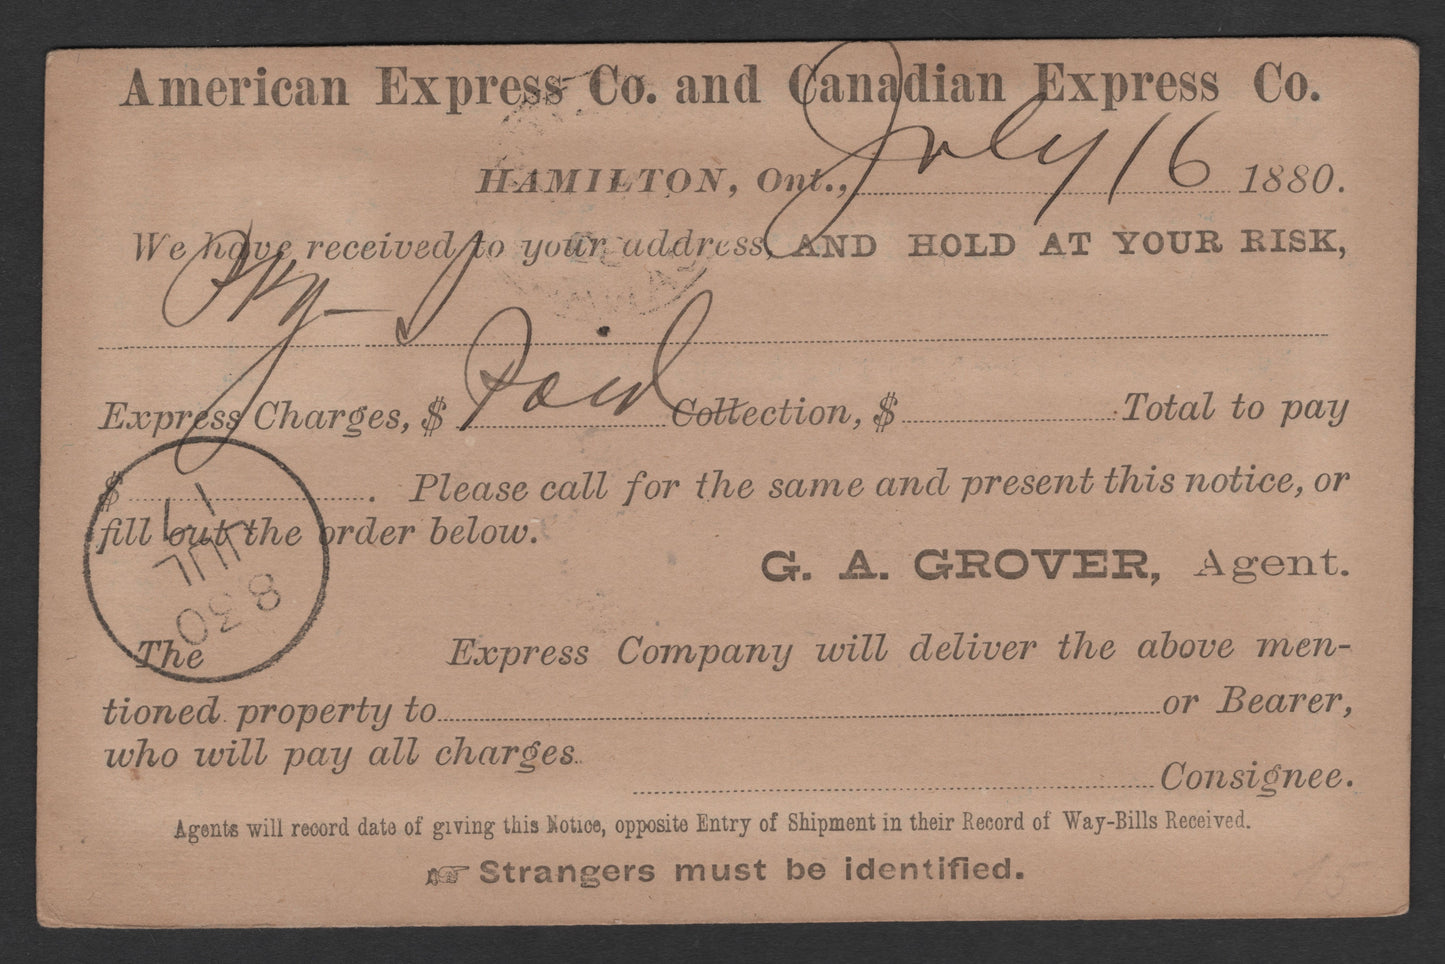 American Express Co. and Canadian Express Co.
HAMILTON, Ont., July 16 1880.
We have received to your address, AND HOLD AT YOUR RISK,
Pkg
Express Charges, $ Paid Collection, $ Total to pay
$ . Please call for the same and present this notice, or
fill out the order below.
G. A. GROVER, Agent.
17
JUL
830
The Express Company will deliver the above men-
tioned property to or Bearer,
who will pay all charges.
Consignee.
Agents will record date of giving this Notice, opposite Entry of Shipment in their Record of Way-Bills Received.
☞ Strangers must be identified.